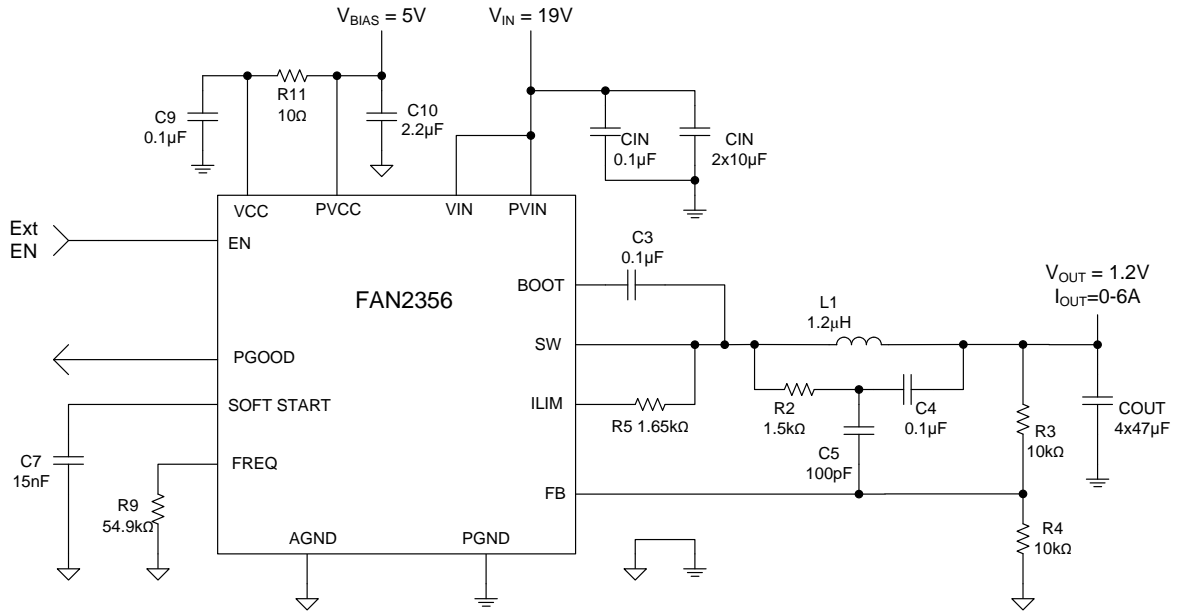 V_BIAS = 5V
V_IN = 19V
C9
0.1µF
R11
10Ω
C10
2.2µF
CIN
0.1µF
CIN
2x10µF
VCC
PVCC
VIN
PVIN
Ext
EN
EN
FAN2356
BOOT
C3
0.1µF
V_OUT = 1.2V
I_OUT=0-6A
L1
1.2µH
SW
PGOOD
SOFT START
ILIM
R5 1.65kΩ
R2
1.5kΩ
C4
0.1µF
COUT
4x47µF
R3
10kΩ
C5
100pF
C7
15nF
FREQ
R9
54.9kΩ
FB
R4
10kΩ
AGND
PGND